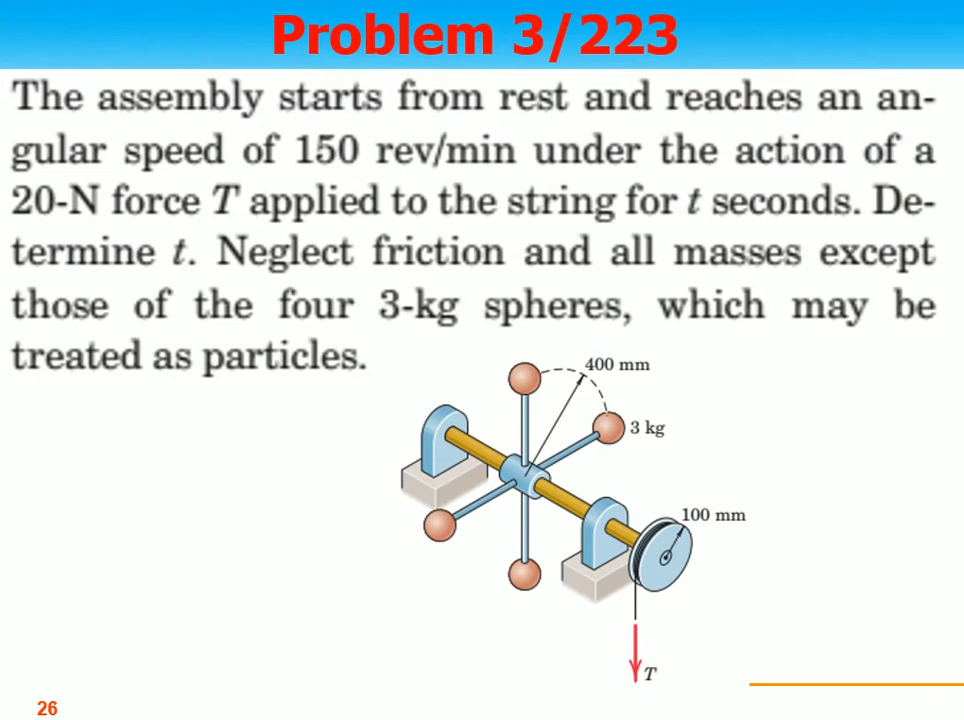 Problem 3/223
The assembly starts from rest and reaches an an-
gular speed of 150 rev/min under the action of a
20-N force T applied to the string for t seconds. De-
termine t. Neglect friction and all masses except
those of the four 3-kg spheres, which may be
treated as particles.
400 mm
3 kg
100 mm
T
26